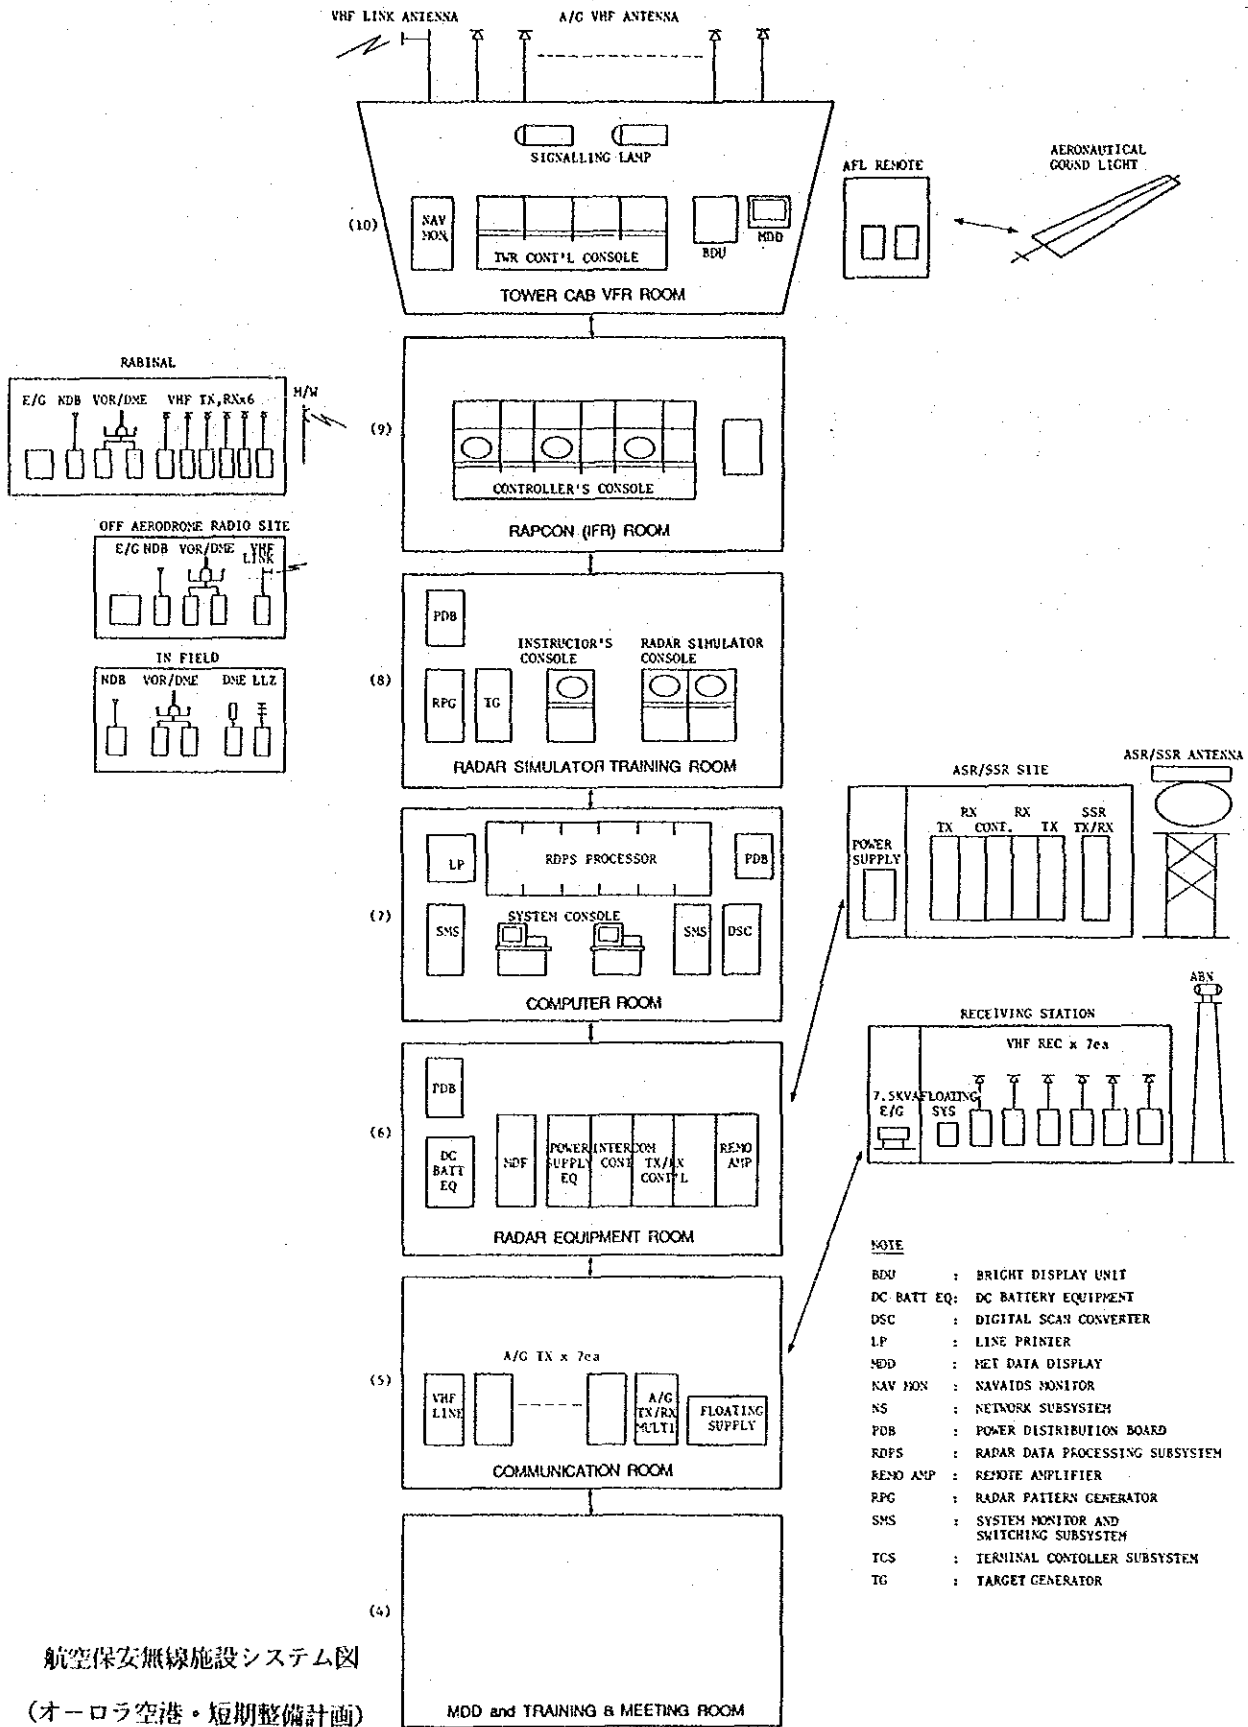 VHF LINK ANTENNA
A/G VHF ANTENNA
SIGNALLING LAMP
(10)
NAV
MON
TWR CONT'L CONSOLE
BDU
MDD
TOWER CAB VFR ROOM
AFL REMOTE
AERONAUTICAL
GOUND LIGHT
RABINAL
E/G NDB VOR/DME VHF TX,RXx6
M/W
(9)
CONTROLLER'S CONSOLE
RAPCON (IFR) ROOM
OFF AERODROME RADIO SITE
E/G NDB VOR/DME VHF
LINK
IN FIELD
NDB VOR/DME DME LLZ
(8)
PDB
INSTRUCTOR'S
CONSOLE
RADAR SIMULATOR
CONSOLE
RPG
TG
RADAR SIMULATOR TRAINING ROOM
(7)
LP
RDPS PROCESSOR
PDB
SMS
SYSTEM CONSOLE
SMS
DSC
COMPUTER ROOM
ASR/SSR SITE
ASR/SSR ANTENNA
POWER
SUPPLY
RX RX SSR
TX CONT. TX TX/RX
ABN
RECEIVING STATION
VHF REC x 7ea
7.5KVA FLOATING
E/G SYS
(6)
PDB
DC
BATT
EQ
MDF
POWER
SUPPLY
EQ
INTERCOM
CONT
TX/RX
CONT'L
REMO
AMP
RADAR EQUIPMENT ROOM
(5)
A/G TX x 7ea
VHF
LINE
A/G
TX/RX
MULTI
FLOATING
SUPPLY
COMMUNICATION ROOM
(4)
MDD and TRAINING & MEETING ROOM
NOTE
BDU : BRIGHT DISPLAY UNIT
DC BATT EQ: DC BATTERY EQUIPMENT
DSC : DIGITAL SCAN CONVERTER
LP : LINE PRINTER
MDD : MET DATA DISPLAY
NAV MON : NAVAIDS MONITOR
NS : NETWORK SUBSYSTEM
PDB : POWER DISTRIBUTION BOARD
RDPS : RADAR DATA PROCESSING SUBSYSTEM
REMO AMP : REMOTE AMPLIFIER
RPG : RADAR PATTERN GENERATOR
SMS : SYSTEM MONITOR AND
SWITCHING SUBSYSTEM
TCS : TERMINAL CONTOLLER SUBSYSTEM
TG : TARGET GENERATOR
航空保安無線施設システム図
(オーロラ空港・短期整備計画)